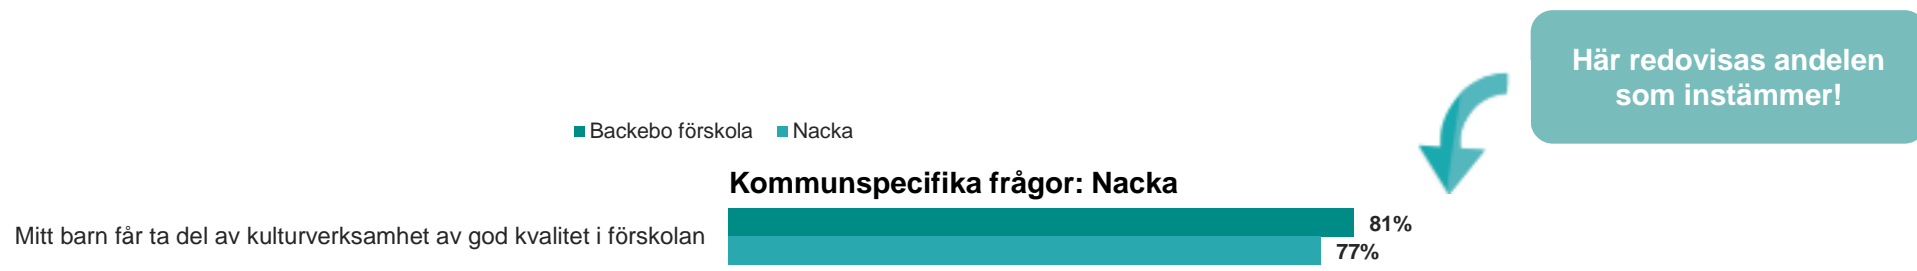 Här redovisas andelen
som instämmer!
Backebo förskola Nacka
Kommunspecifika frågor: Nacka
Mitt barn får ta del av kulturverksamhet av god kvalitet i förskolan
81%
77%